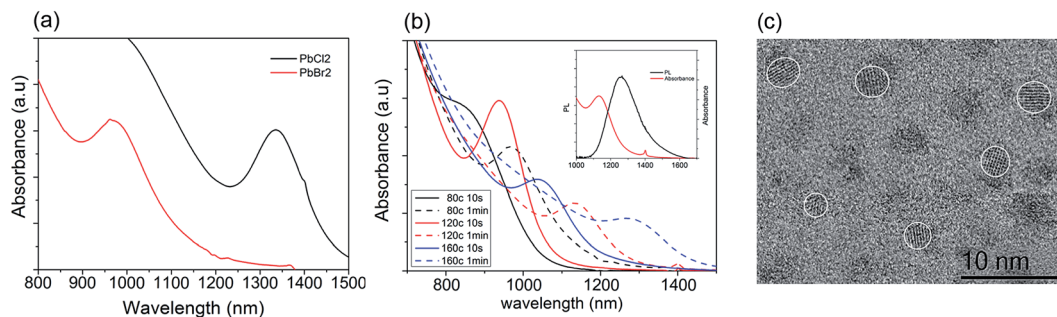 (a)
PbCl2
PbBr2
Absorbance (a.u)
800 900 1000 1100 1200 1300 1400 1500
Wavelength (nm)
(b)
80c 10s
80c 1min
120c 10s
120c 1min
160c 10s
160c 1min
Absorbance (a.u)
800 1000 1200 1400
wavelength (nm)
PL
Absorbance
PL
Absorbance
1000 1200 1400 1600
(c)
10 nm